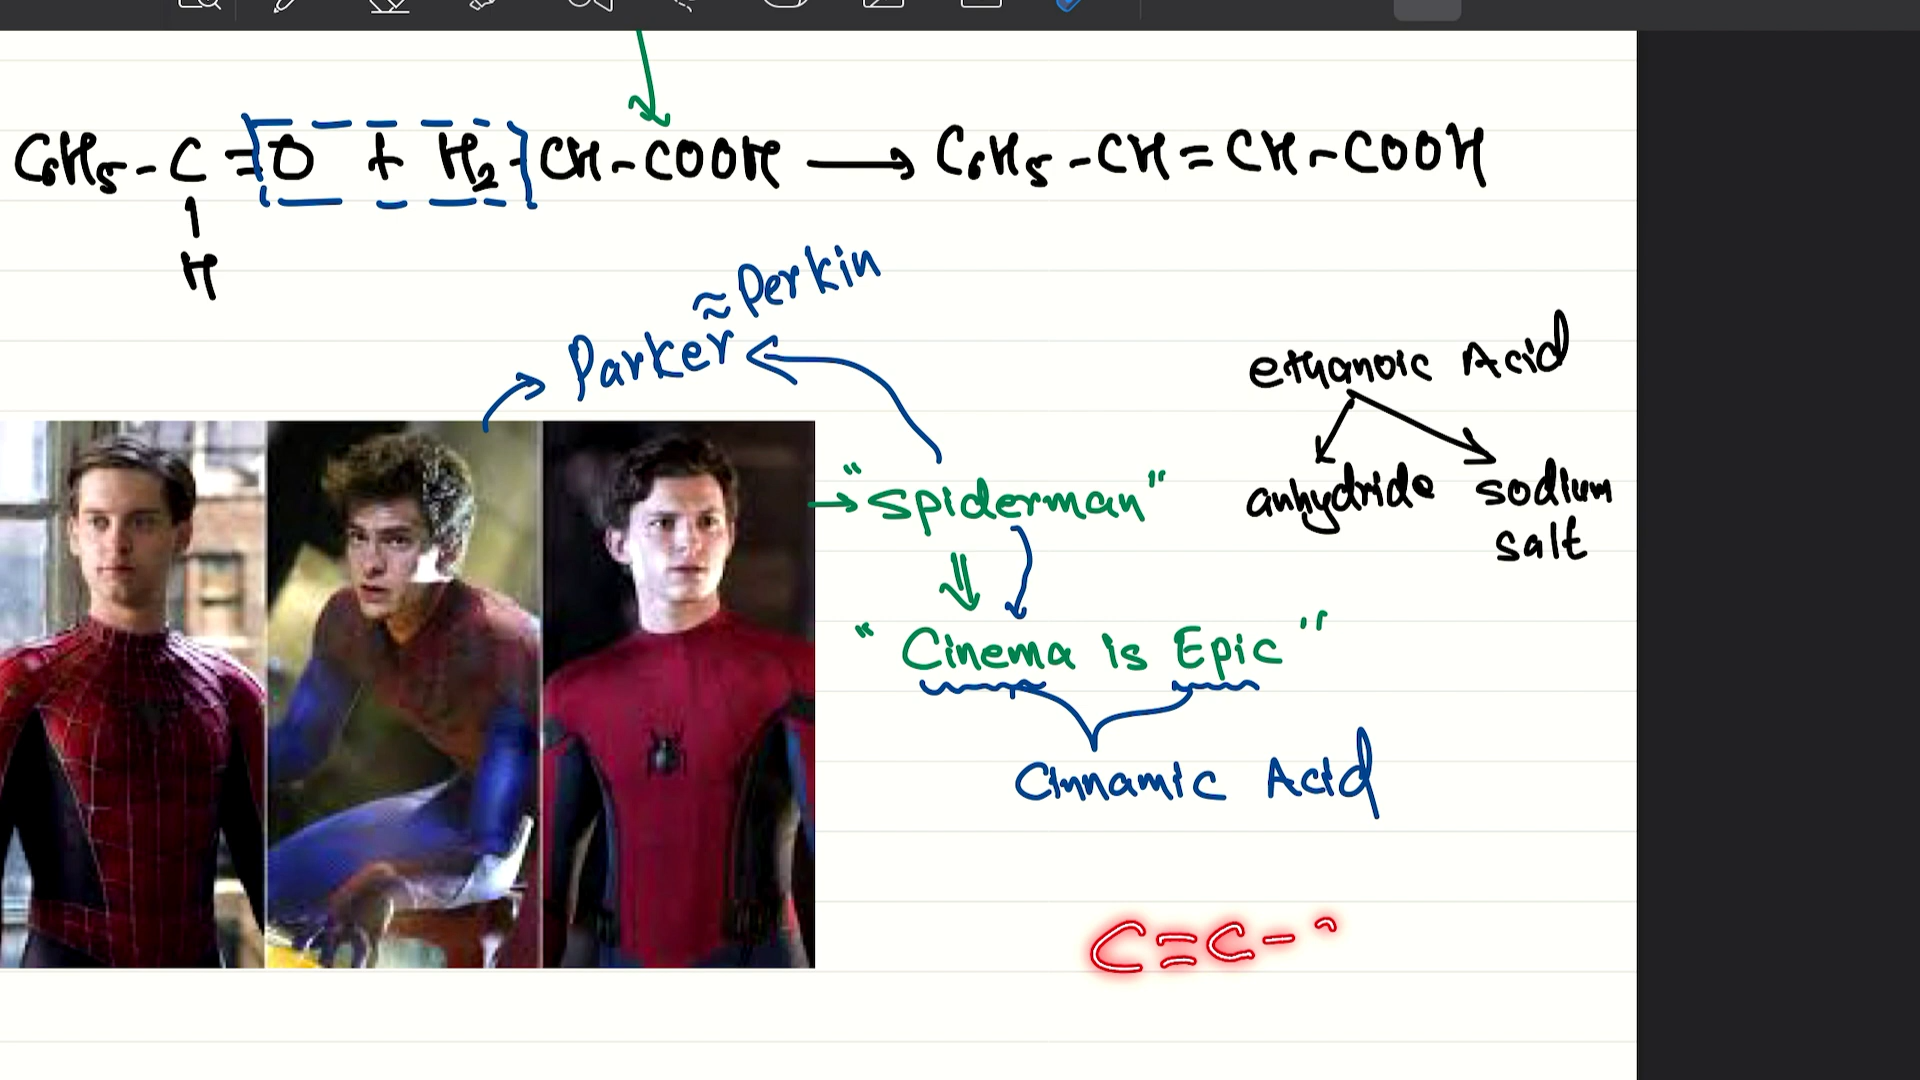 C6H5-C=O + H2-CH-COOH ⟶ C6H5-CH=CH-COOH
H
≈ Perkin
Parker
ethanoic Acid
"spiderman"
anhydride
sodium
salt
"Cinema is Epic"
Cinnamic Acid
C=C-